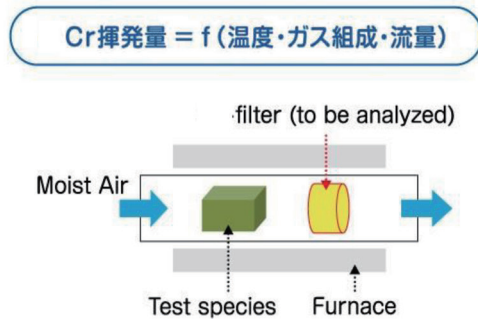 Cr揮発量 = f (温度・ガス組成・流量)
filter (to be analyzed)
Moist Air
Test species
Furnace